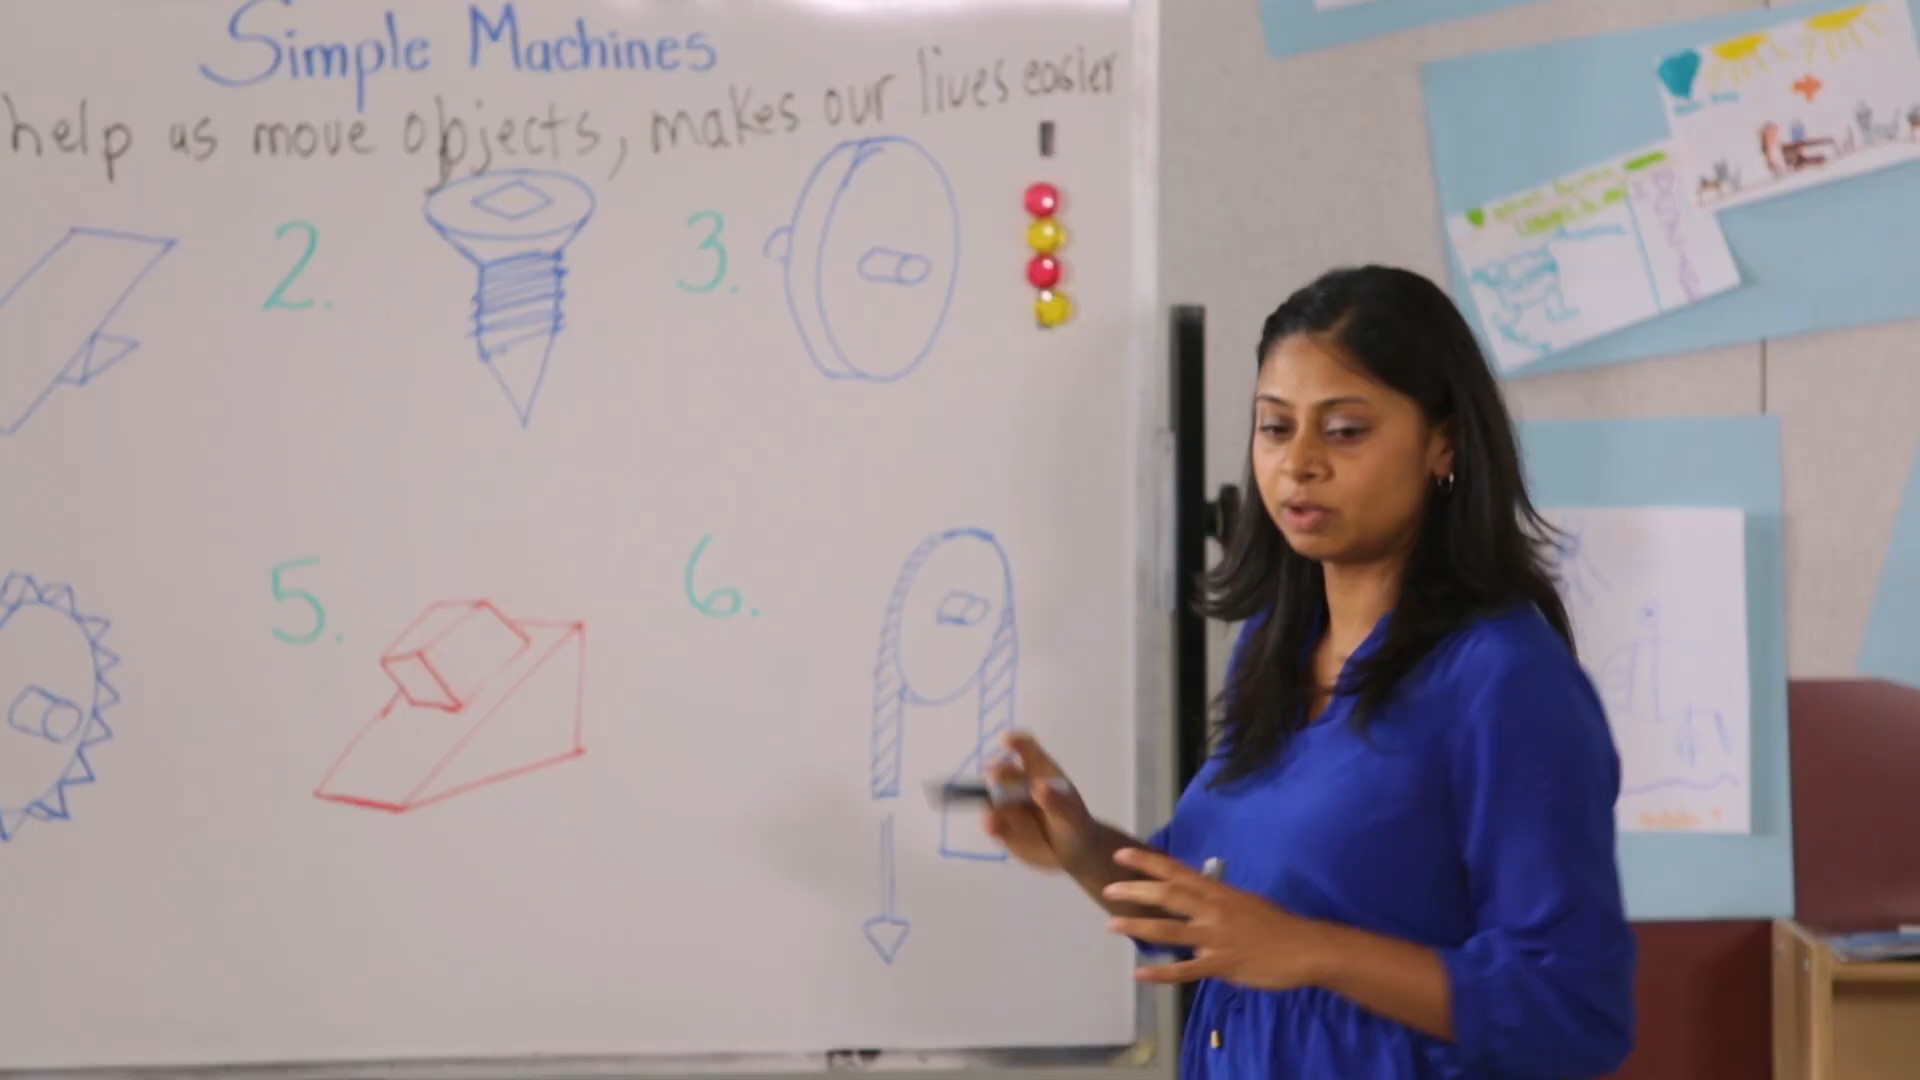 Simple Machines
help us move objects, makes our lives easier
2.
3.
5.
6.